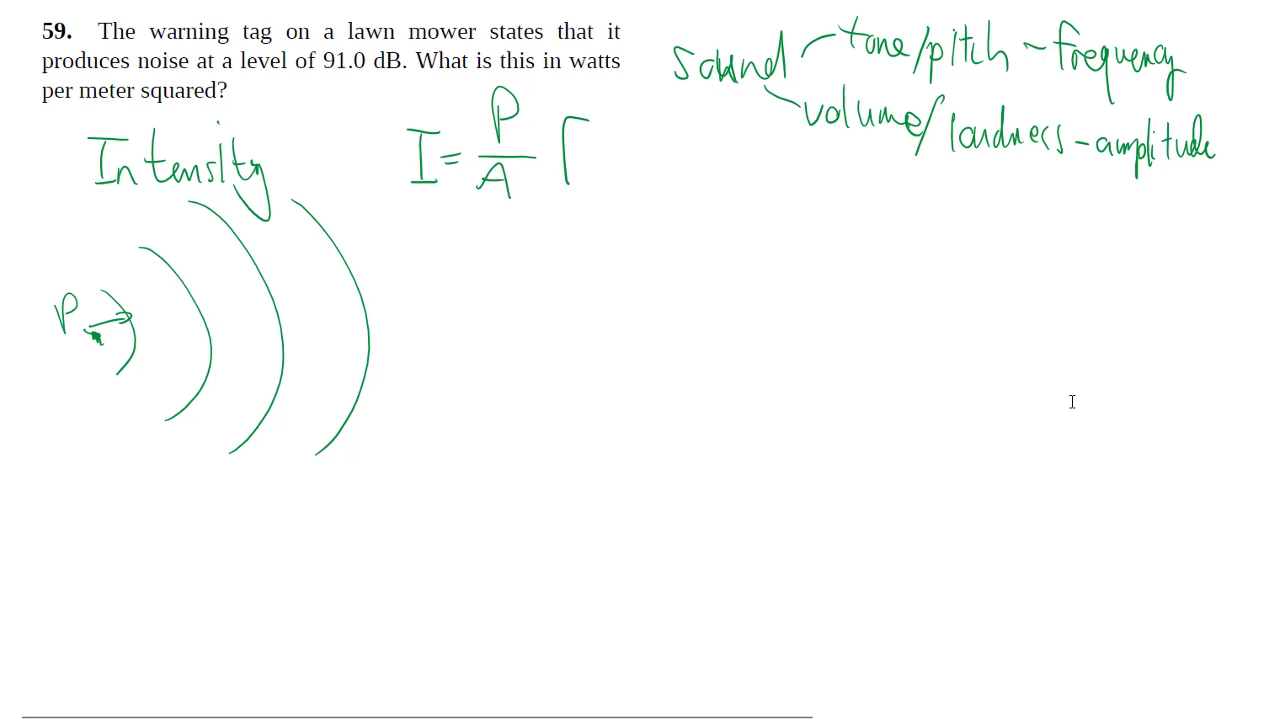 59. The warning tag on a lawn mower states that it
produces noise at a level of 91.0 dB. What is this in watts
per meter squared?
sound
tone/pitch - frequency
volume/loudness - amplitude
Intensity
I = P/A [
P